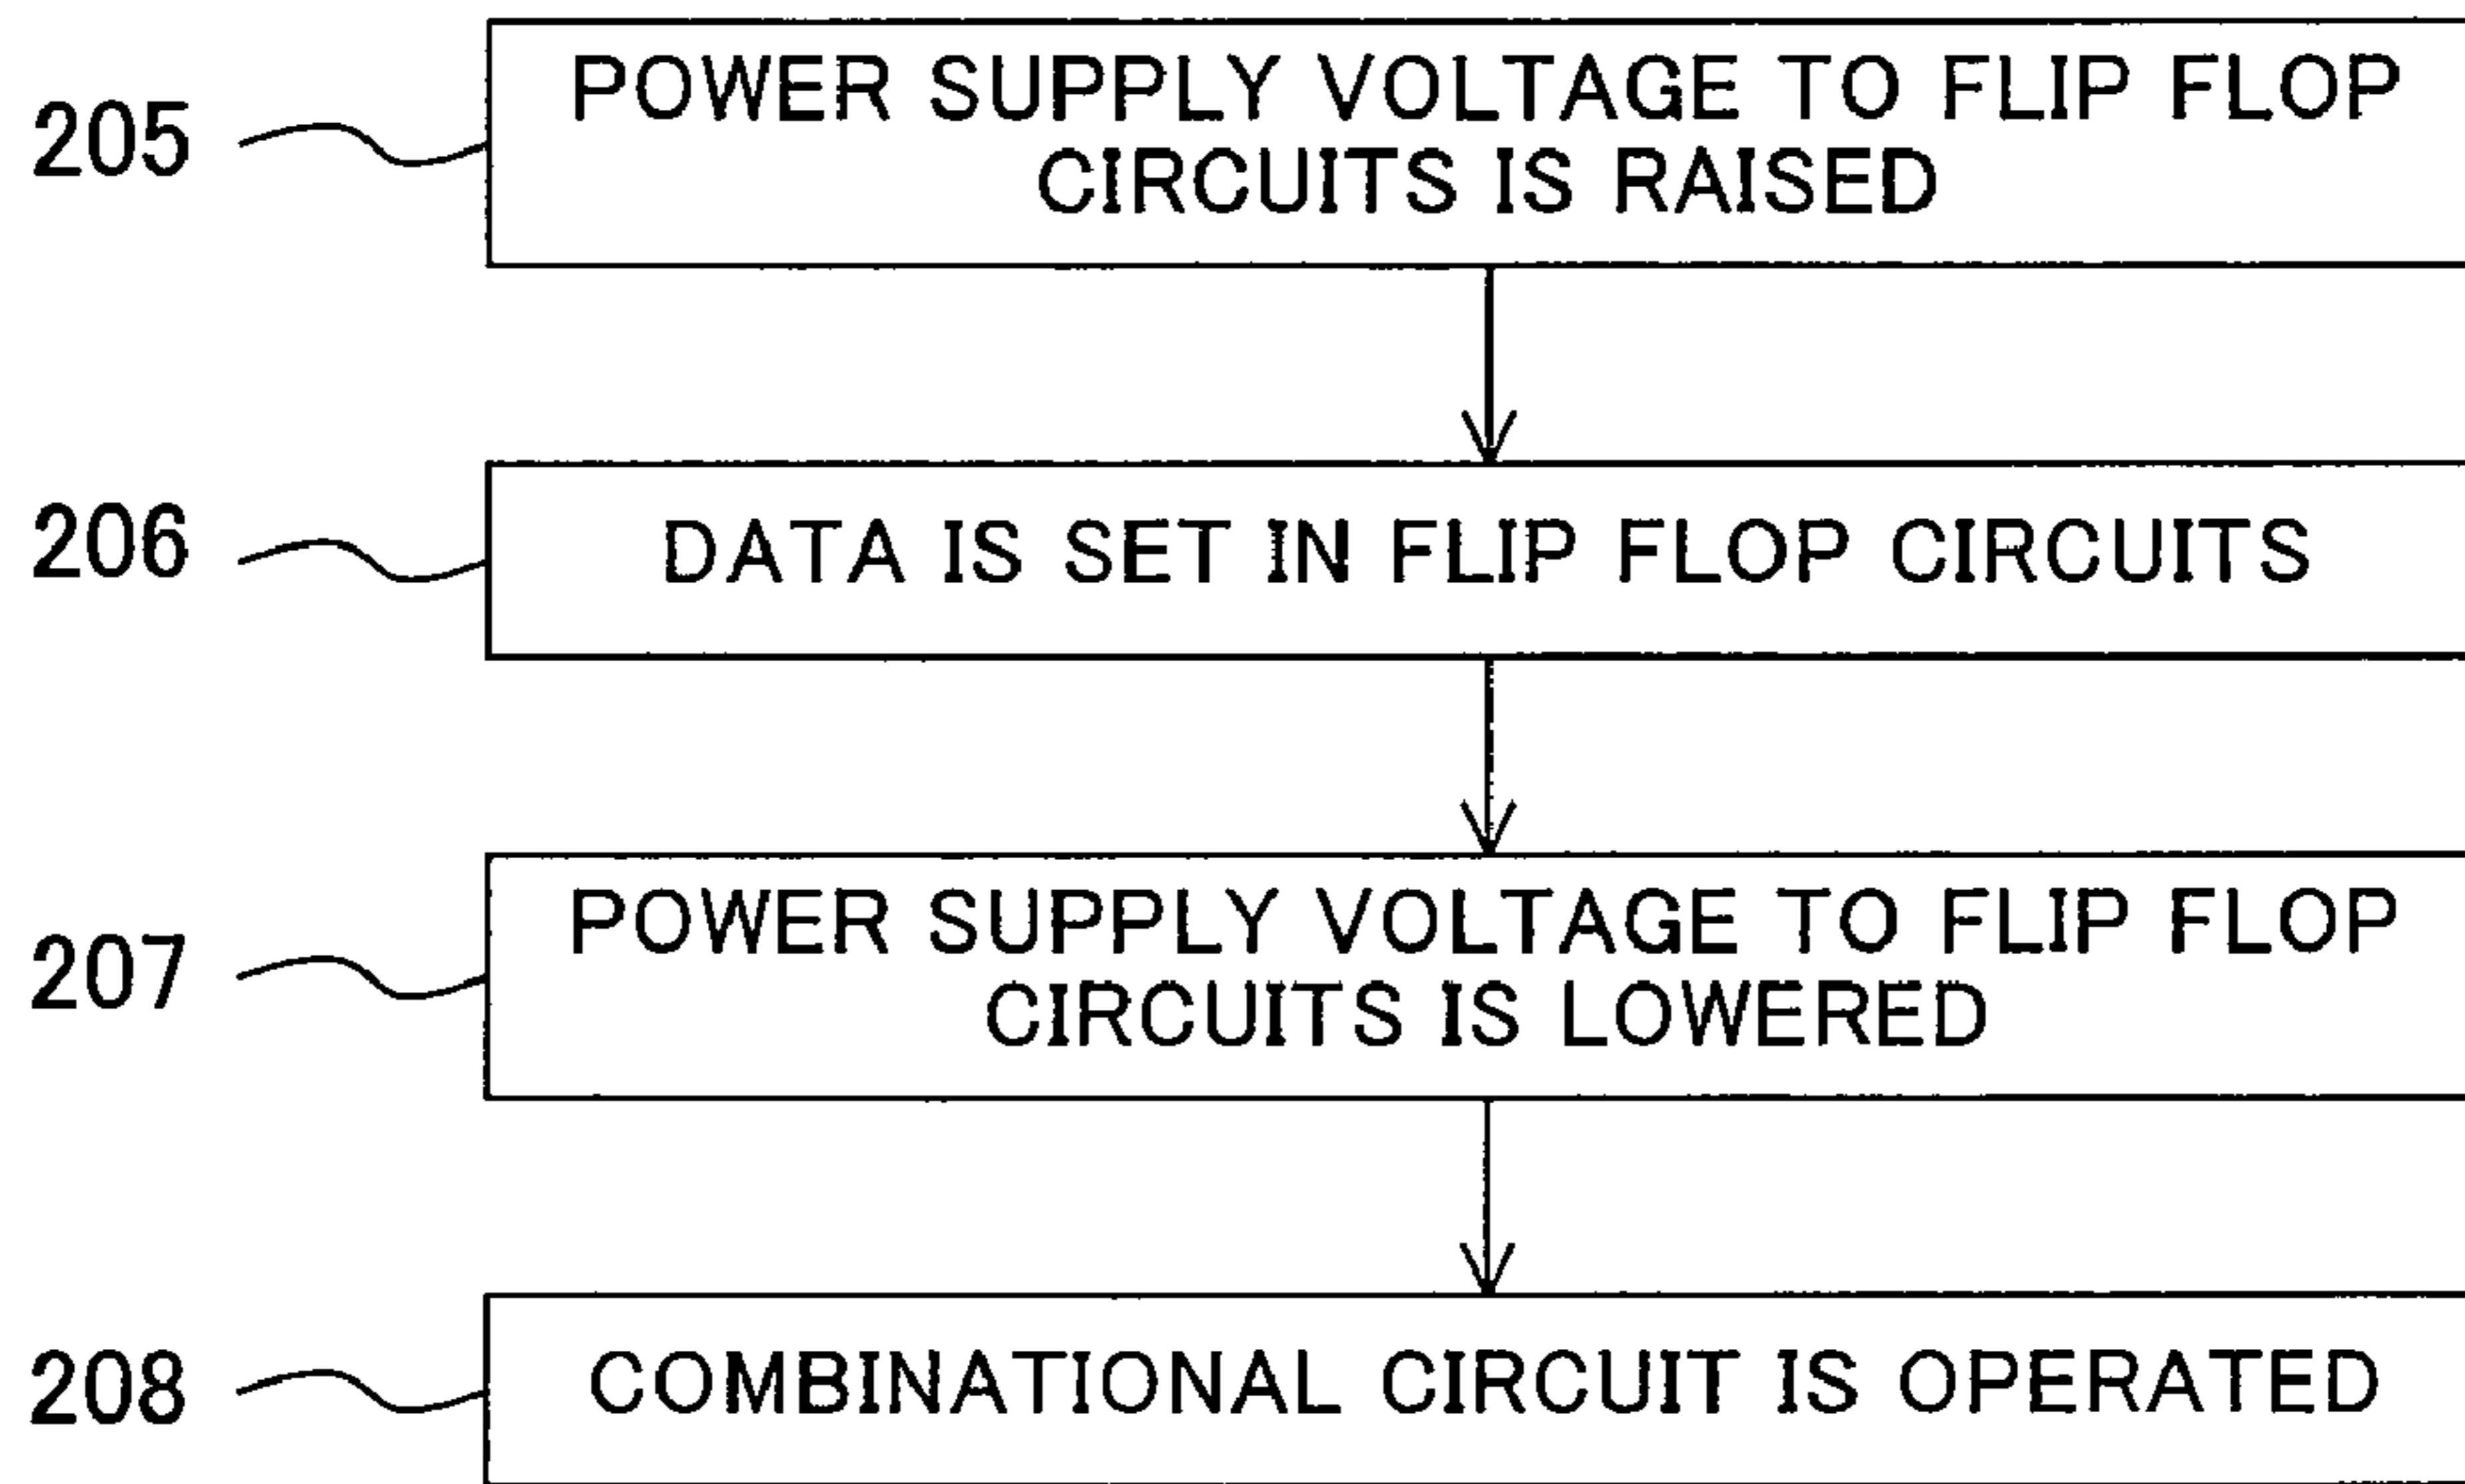 205
POWER SUPPLY VOLTAGE TO FLIP FLOP
CIRCUITS IS RAISED
206
DATA IS SET IN FLIP FLOP CIRCUITS
207
POWER SUPPLY VOLTAGE TO FLIP FLOP
CIRCUITS IS LOWERED
208
COMBINATIONAL CIRCUIT IS OPERATED